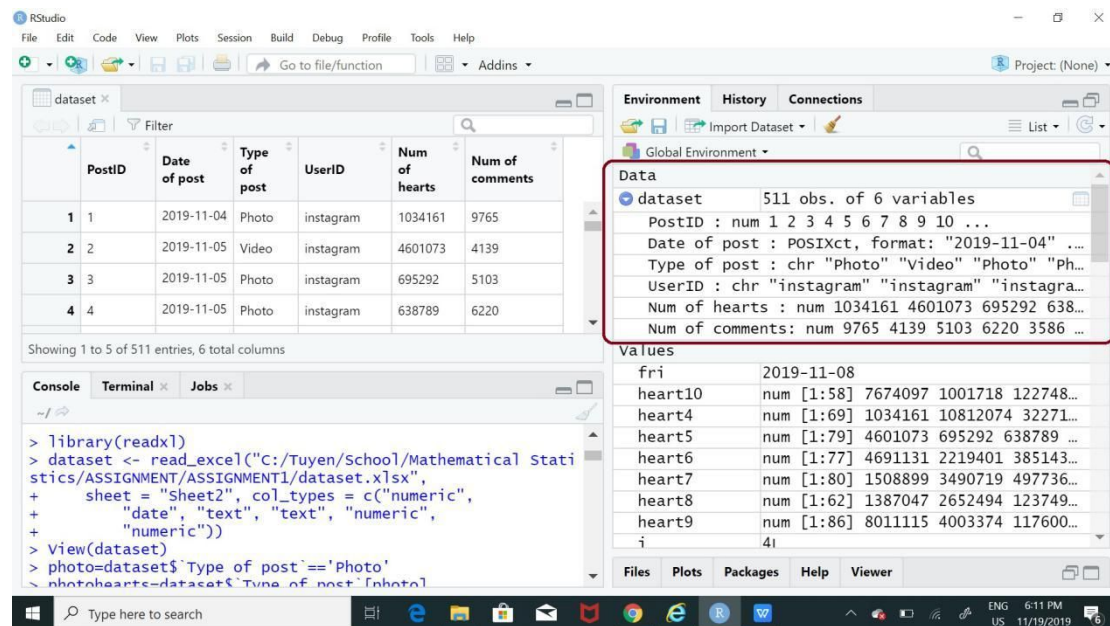 RStudio
File Edit Code View Plots Session Build Debug Profile Tools Help
Go to file/function Addins Project: (None)
dataset
Filter
PostID Date of post Type of post UserID Num of hearts Num of comments
1 1 2019-11-04 Photo instagram 1034161 9765
2 2 2019-11-05 Video instagram 4601073 4139
3 3 2019-11-05 Photo instagram 695292 5103
4 4 2019-11-05 Photo instagram 638789 6220
Showing 1 to 5 of 511 entries, 6 total columns
Console Terminal Jobs
~/
> library(readxl)
> dataset <- read_excel("C:/Tuyen/School/Mathematical Stati
stics/ASSIGNMENT/ASSIGNMENT1/dataset.xlsx",
+ sheet = "Sheet2", col_types = c("numeric",
+ "date", "text", "text", "numeric",
+ "numeric"))
> View(dataset)
> photo=dataset$`Type of post`=='Photo'
> photohearts=dataset$`Type of post`[photo]
Environment History Connections
Import Dataset List
Global Environment
Data
dataset 511 obs. of 6 variables
PostID : num 1 2 3 4 5 6 7 8 9 10 ...
Date of post : POSIXct, format: "2019-11-04" ...
Type of post : chr "Photo" "Video" "Photo" "Ph...
UserID : chr "instagram" "instagram" "instagra...
Num of hearts : num 1034161 4601073 695292 638...
Num of comments: num 9765 4139 5103 6220 3586 ...
Values
fri 2019-11-08
heart10 num [1:58] 7674097 1001718 122748...
heart4 num [1:69] 1034161 10812074 32271...
heart5 num [1:79] 4601073 695292 638789 ...
heart6 num [1:77] 4691131 2219401 385143...
heart7 num [1:80] 1508899 3490719 497736...
heart8 num [1:62] 1387047 2652494 123749...
heart9 num [1:86] 8011115 4003374 117600...
i 4L
Files Plots Packages Help Viewer
Type here to search
ENG 6:11 PM
US 11/19/2019
6